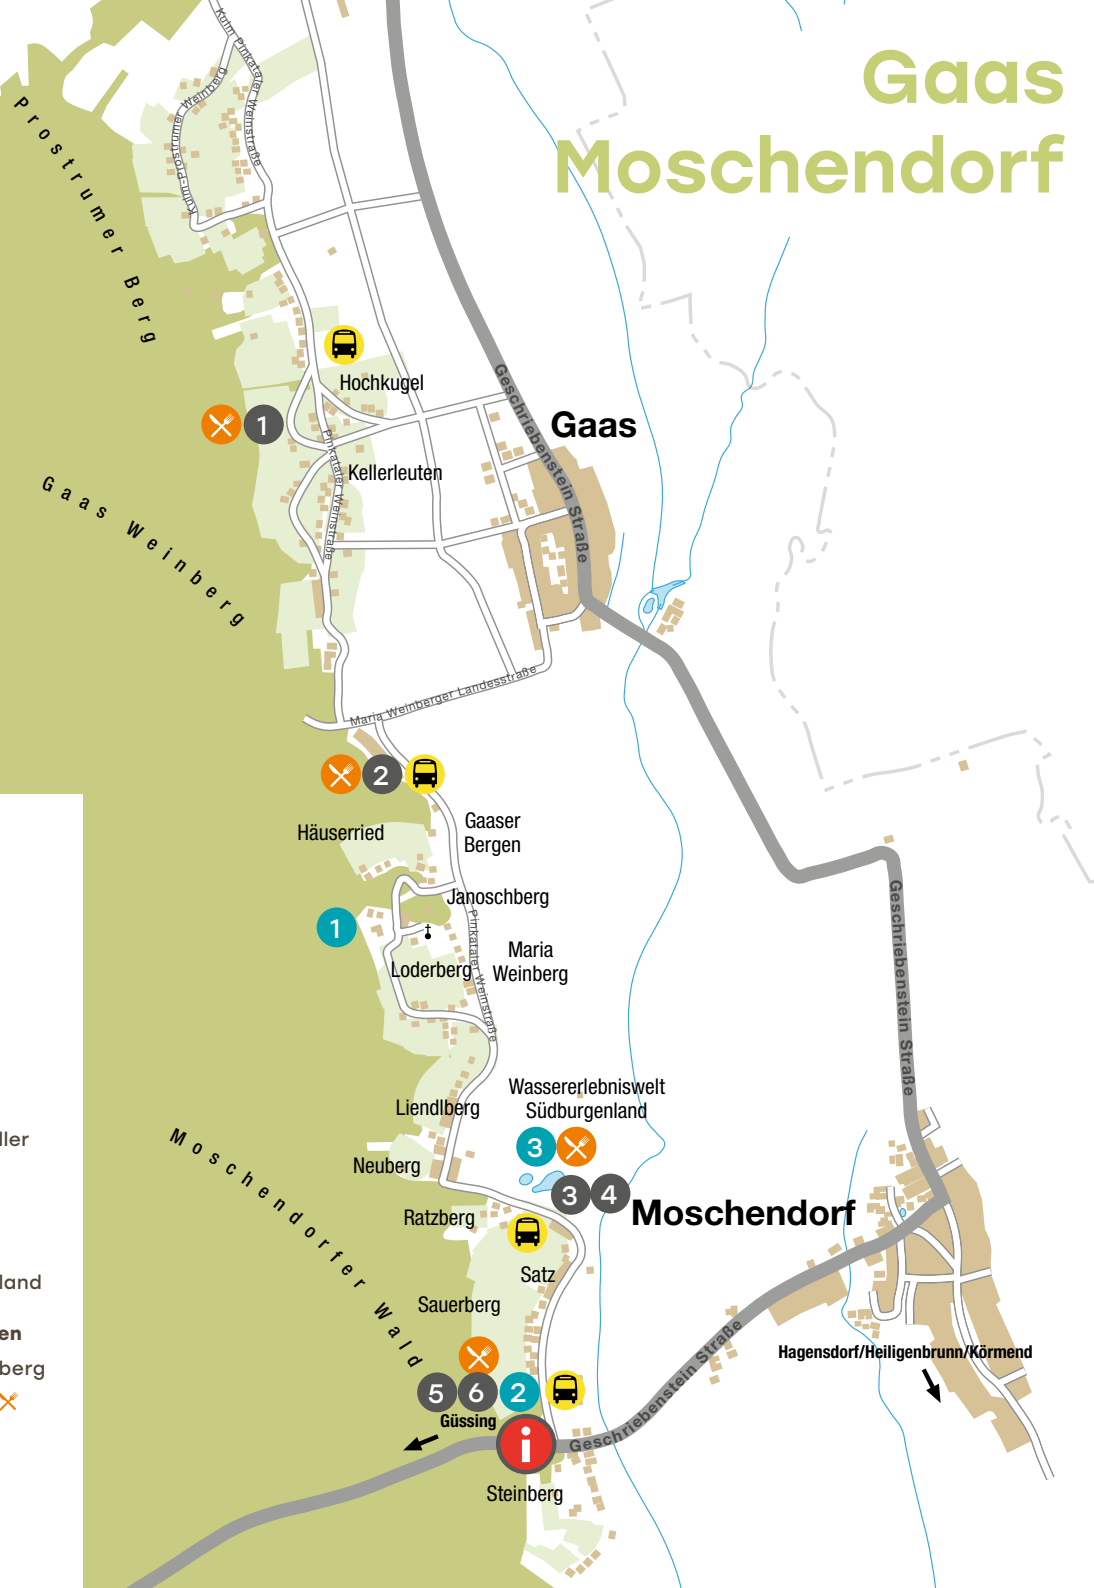 Gaas
Moschendorf
Kulm Pinkataler Weinstraße
Kulm-Prostrumer Weinberg
Prostrumer Berg
Hochkugel
Geschriebenstein Straße
1
Gaas
Pinkataler Weinstraße
Kellerleuten
Gaas Weinberg
Maria Weinberger Landesstraße
2
Häuserried
Gaaser
Bergen
Janoschberg
Geschriebenstein Straße
1
Pinkataler Weinstraße
Maria
Weinberg
Loderberg
Wassererlebniswelt
Südburgenland
Liendlberg
3
ller
Moschendorfer Wald
Neuberg
3
4
Moschendorf
Ratzberg
Satz
land
Sauerberg
en
Geschriebenstein Straße
Hagensdorf/Heiligenbrunn/Körmend
berg
5
6
2
Güssing
i
Steinberg